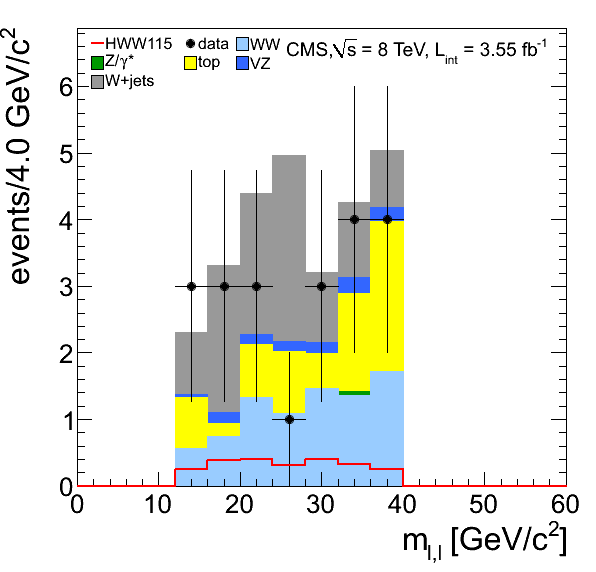 HWW115 data WW CMS,√s = 8 TeV, L_int = 3.55 fb⁻¹
Z/γ* top VZ
W+jets
events/4.0 GeV/c²
6
5
4
3
2
1
0
0 10 20 30 40 50 60
m_l,l [GeV/c²]